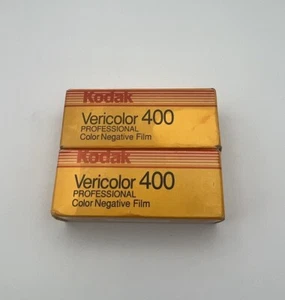 Kodak
Vericolor 400
PROFESSIONAL
Color Negative Film
Kodak
Vericolor 400
PROFESSIONAL
Color Negative Film